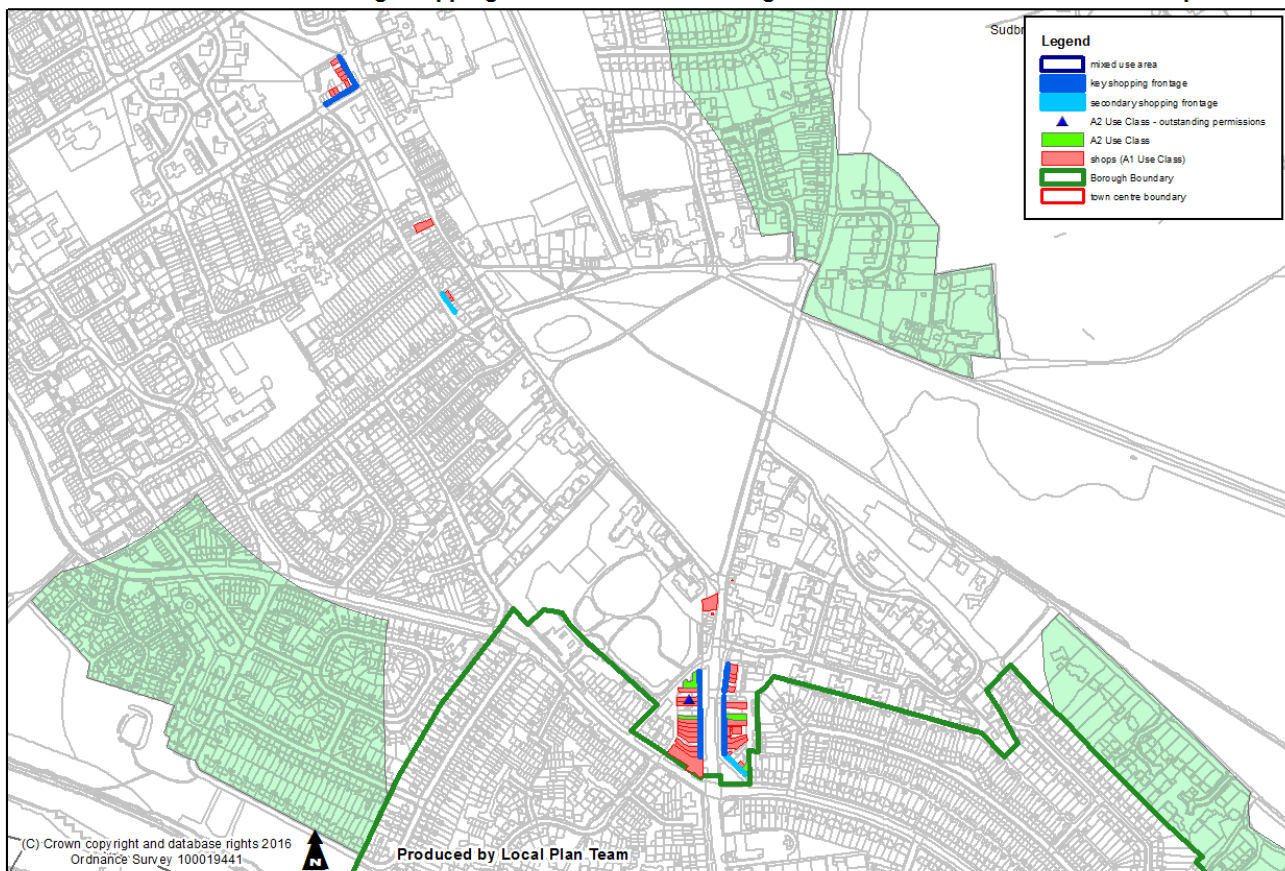 Sudbr
Legend
mixed use area
key shopping frontage
secondary shopping frontage
A2 Use Class - outstanding permissions
A2 Use Class
shops (A1 Use Class)
Borough Boundary
town centre boundary
(C) Crown copyright and database rights 2016
Ordnance Survey 100019441
N
Produced by Local Plan Team